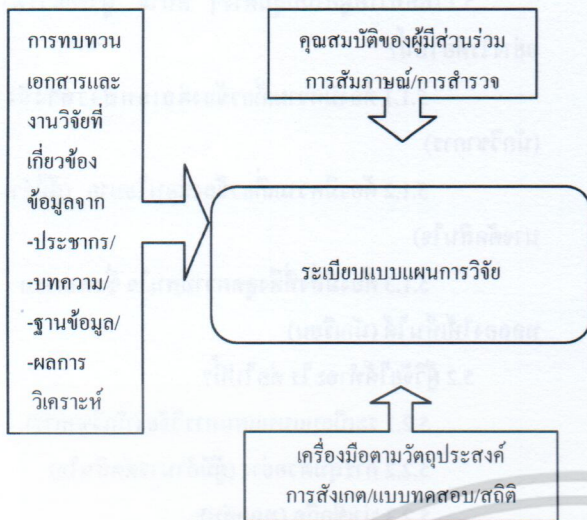 การทบทวน
เอกสารและ
งานวิจัยที่
เกี่ยวข้อง
ข้อมูลจาก
-ประชากร/
-บทความ/
-ฐานข้อมูล/
-ผลการ
วิเคราะห์
คุณสมบัติของผู้มีส่วนร่วม
การสัมภาษณ์/การสำรวจ
ระเบียบแบบแผนการวิจัย
เครื่องมือตามวัตถุประสงค์
การสังเกต/แบบทดสอบ/สถิติ